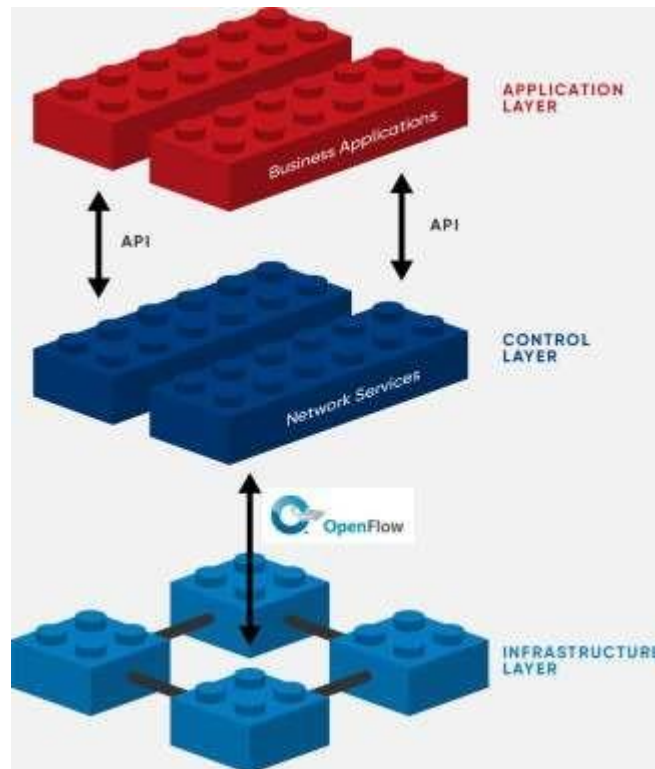 APPLICATION
LAYER
Business Applications
API
API
CONTROL
LAYER
Network Services
OpenFlow
INFRASTRUCTURE
LAYER